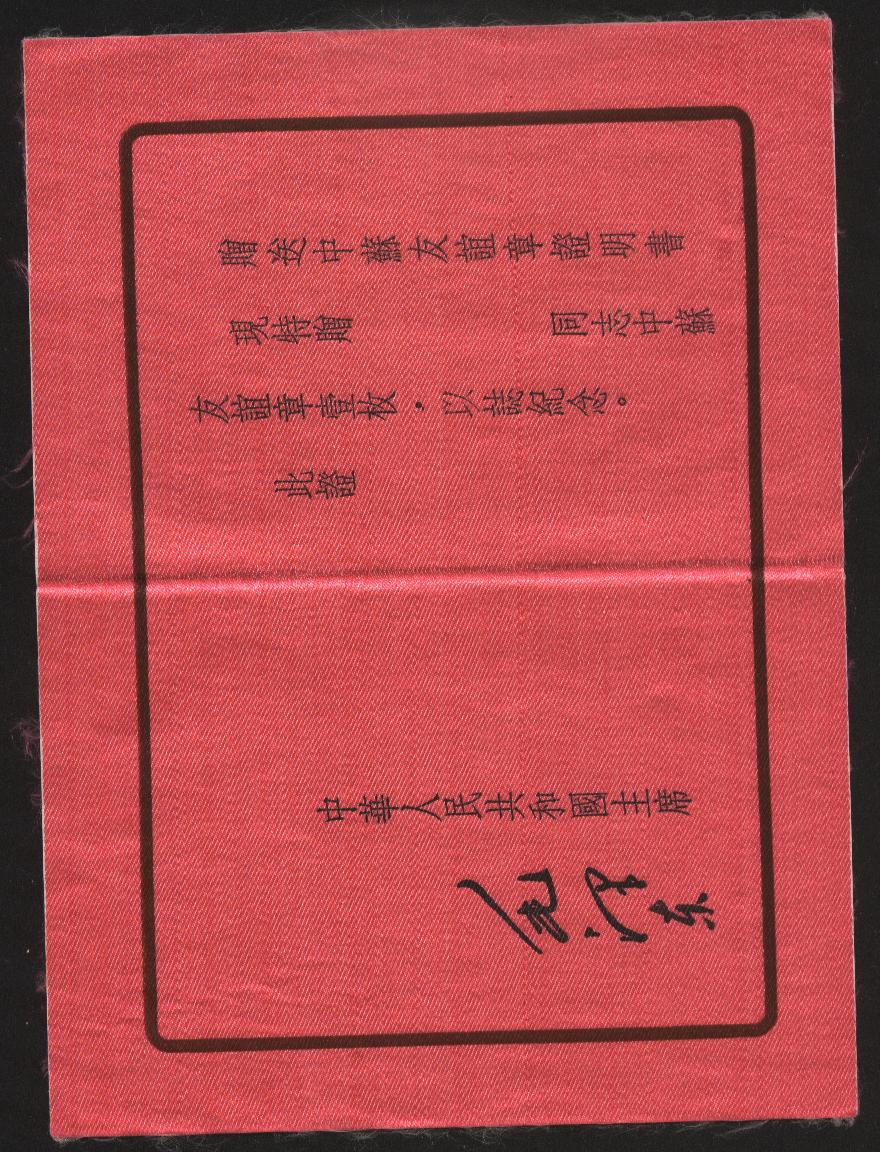 贈送中蘇友誼章證明書
現特贈 同志中蘇
友誼章壹枚，以誌紀念。
此證
中華人民共和國主席
毛泽东